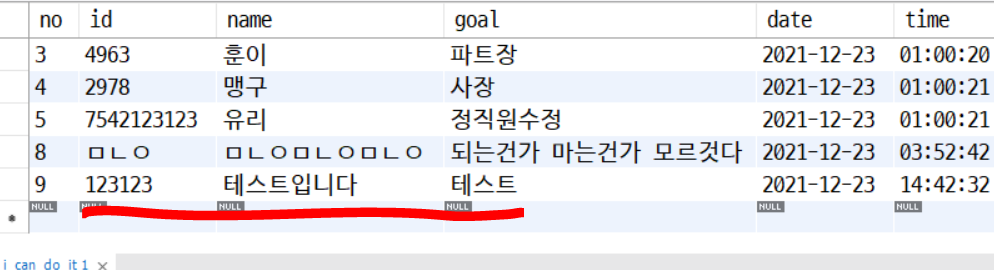 no id name goal date time
3 4963 훈이 파트장 2021-12-23 01:00:20
4 2978 맹구 사장 2021-12-23 01:00:21
5 7542123123 유리 정직원수정 2021-12-23 01:00:21
8 ㅁㄴㅇ ㅁㄴㅇㅁㄴㅇㅁㄴㅇ 되는건가 마는건가 모르것다 2021-12-23 03:52:42
9 123123 테스트입니다 테스트 2021-12-23 14:42:32
* NULL NULL NULL NULL NULL NULL
i can do it 1 ×